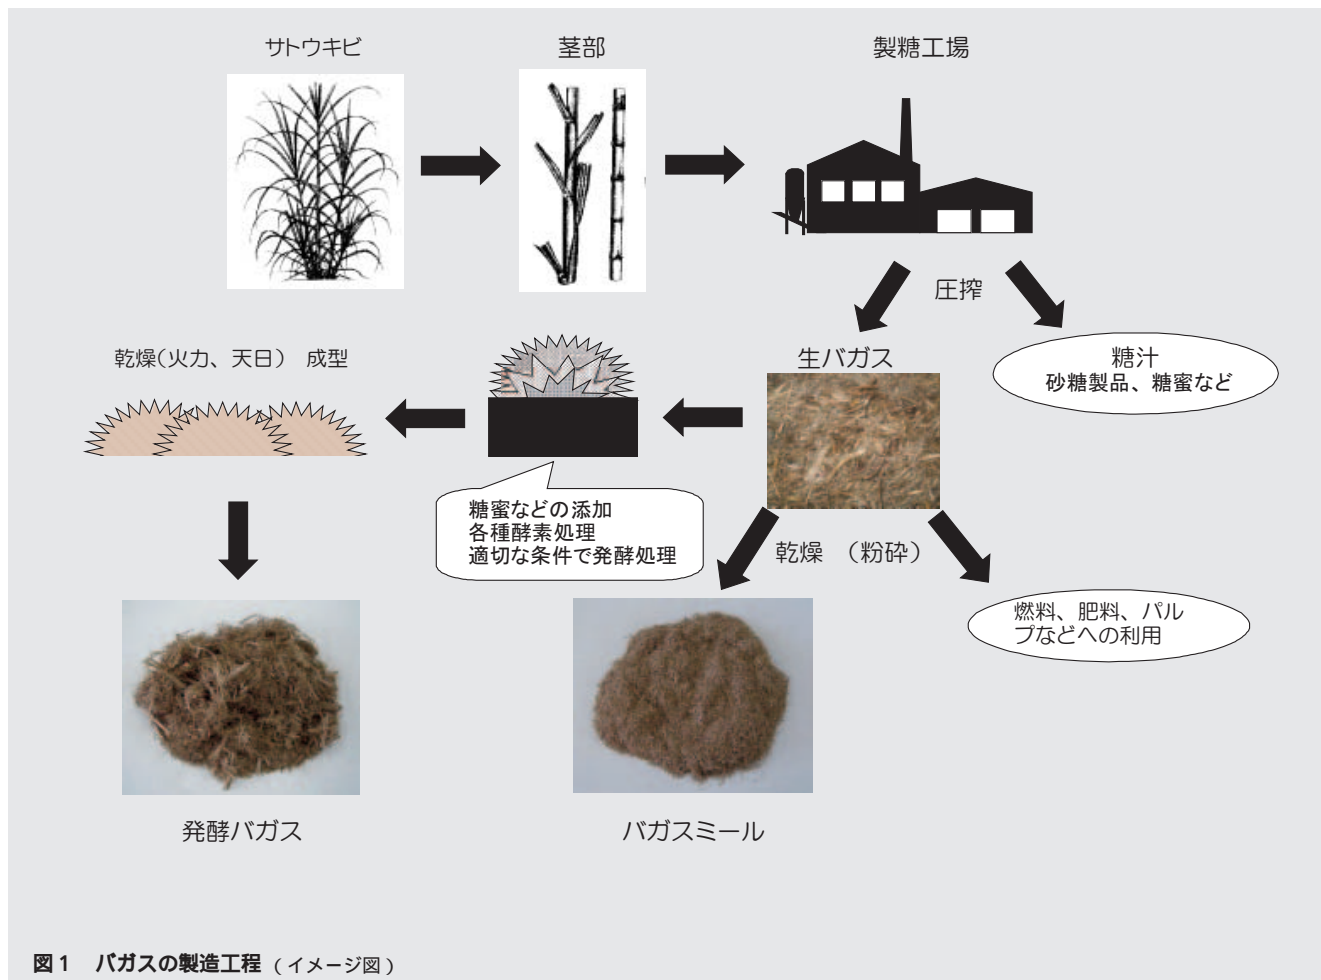 サトウキビ
茎部
製糖工場
圧搾
糖汁
砂糖製品、糖蜜など
生バガス
乾燥(火力、天日) 成型
糖蜜などの添加
各種酵素処理
適切な条件で発酵処理
乾燥 (粉砕)
燃料、肥料、パル
プなどへの利用
発酵バガス
バガスミール
図1 バガスの製造工程 (イメージ図)